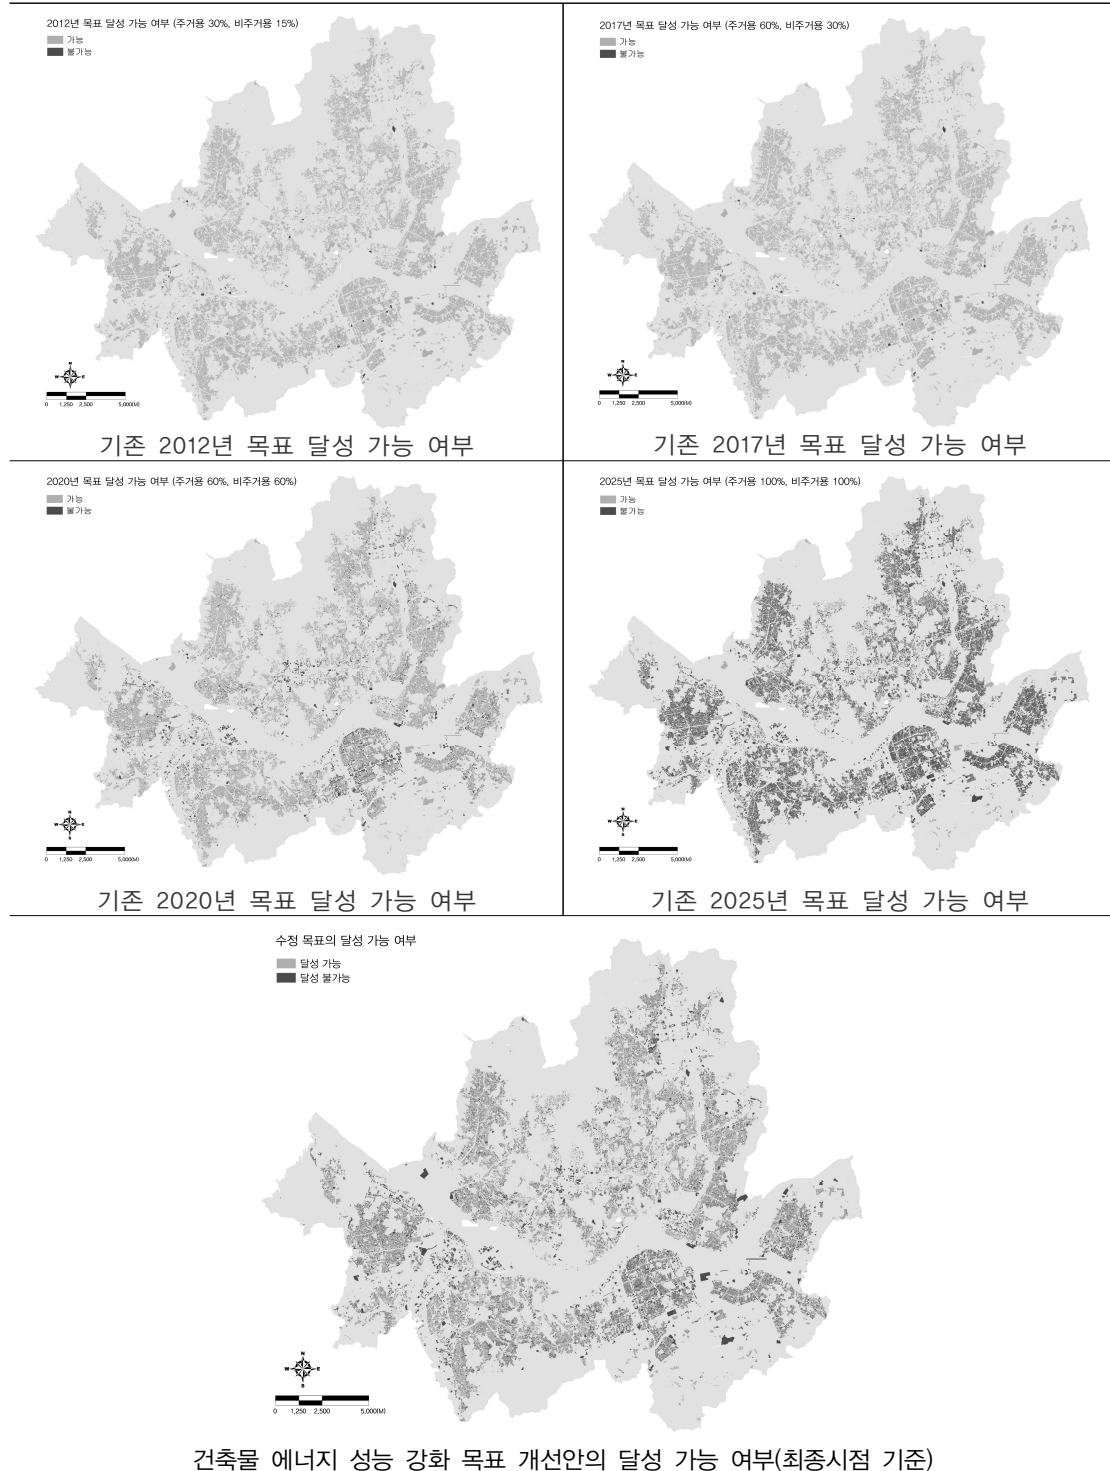 2012년 목표 달성 가능 여부 (주거용 30%, 비주거용 15%)
가능
불가능
N
W E
S
0 1,250 2,500 5,000(M)
기존 2012년 목표 달성 가능 여부
2017년 목표 달성 가능 여부 (주거용 60%, 비주거용 30%)
가능
불가능
N
W E
S
0 1,250 2,500 5,000(M)
기존 2017년 목표 달성 가능 여부
2020년 목표 달성 가능 여부 (주거용 60%, 비주거용 60%)
가능
불가능
N
W E
S
0 1,250 2,500 5,000(M)
기존 2020년 목표 달성 가능 여부
2025년 목표 달성 가능 여부 (주거용 100%, 비주거용 100%)
가능
불가능
N
W E
S
0 1,250 2,500 5,000(M)
기존 2025년 목표 달성 가능 여부
수정 목표의 달성 가능 여부
달성 가능
달성 불가능
N
W E
S
0 1,250 2,500 5,000(M)
건축물 에너지 성능 강화 목표 개선안의 달성 가능 여부(최종시점 기준)